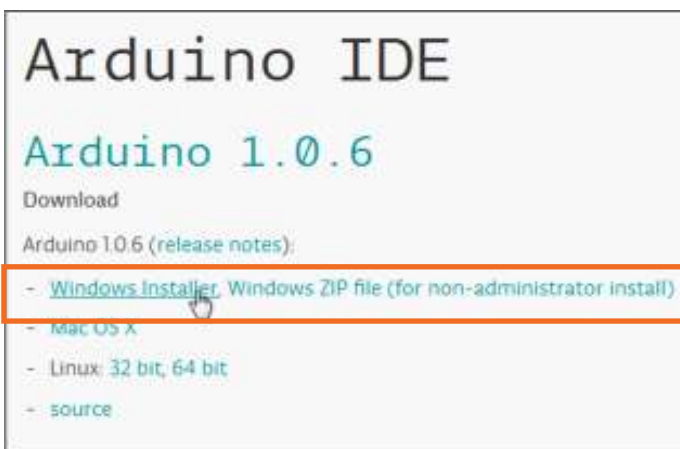 Arduino IDE
Arduino 1.0.6
Download
Arduino 1.0.6 (release notes):
- Windows Installer, Windows ZIP file (for non-administrator install)
- Mac OS X
- Linux: 32 bit, 64 bit
- source